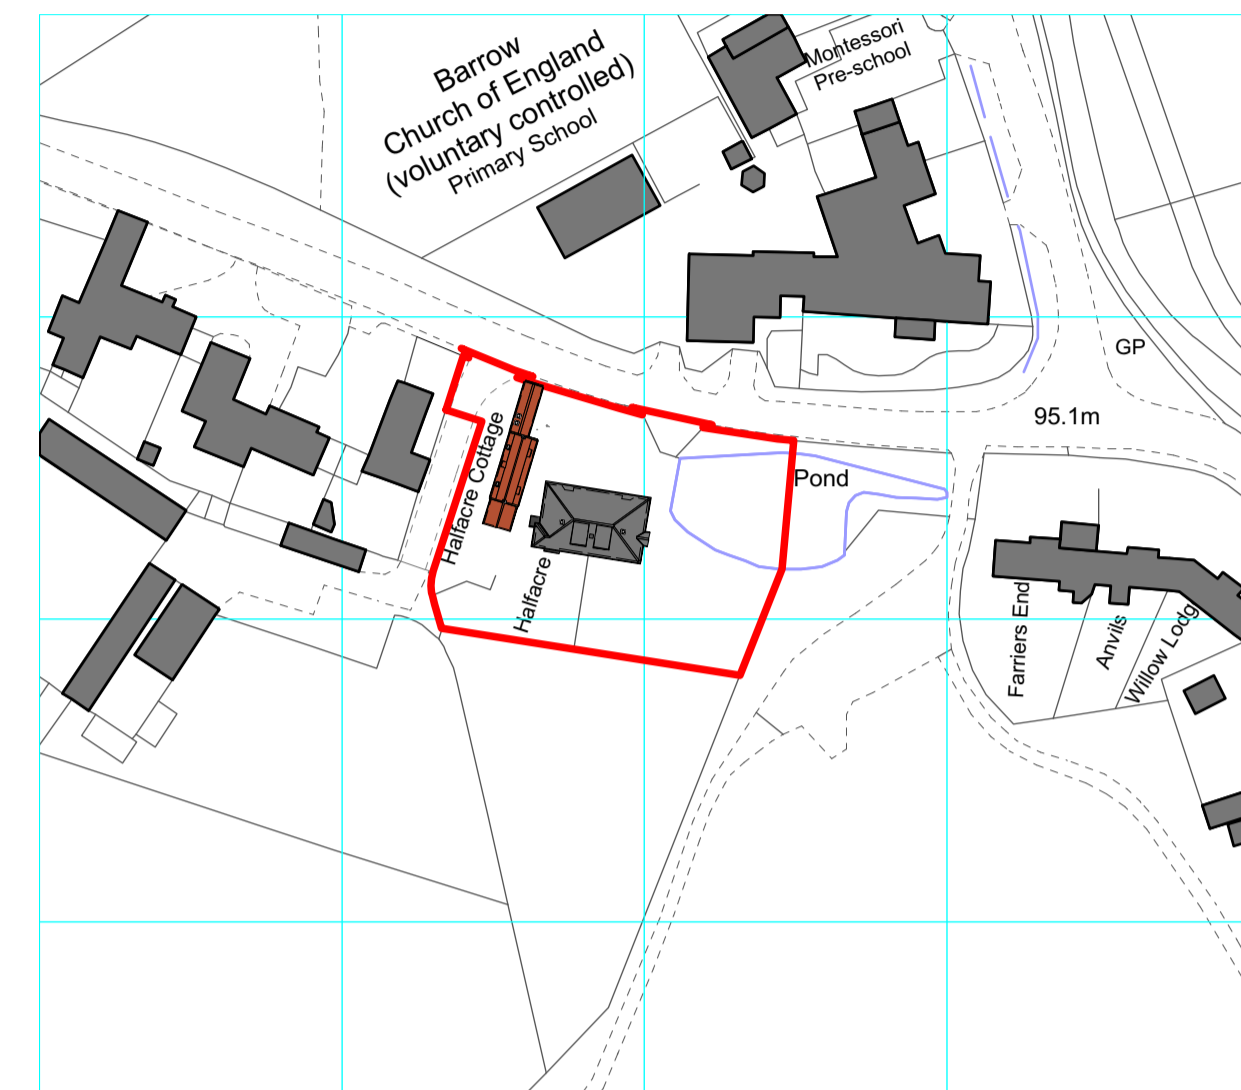 Barrow
Church of England
(voluntary controlled)
Primary School
Montessori
Pre-school
GP
95.1m
Pond
Halfacre Cottage
Halfacre
Farriers End
Anvils
Willow Lodg